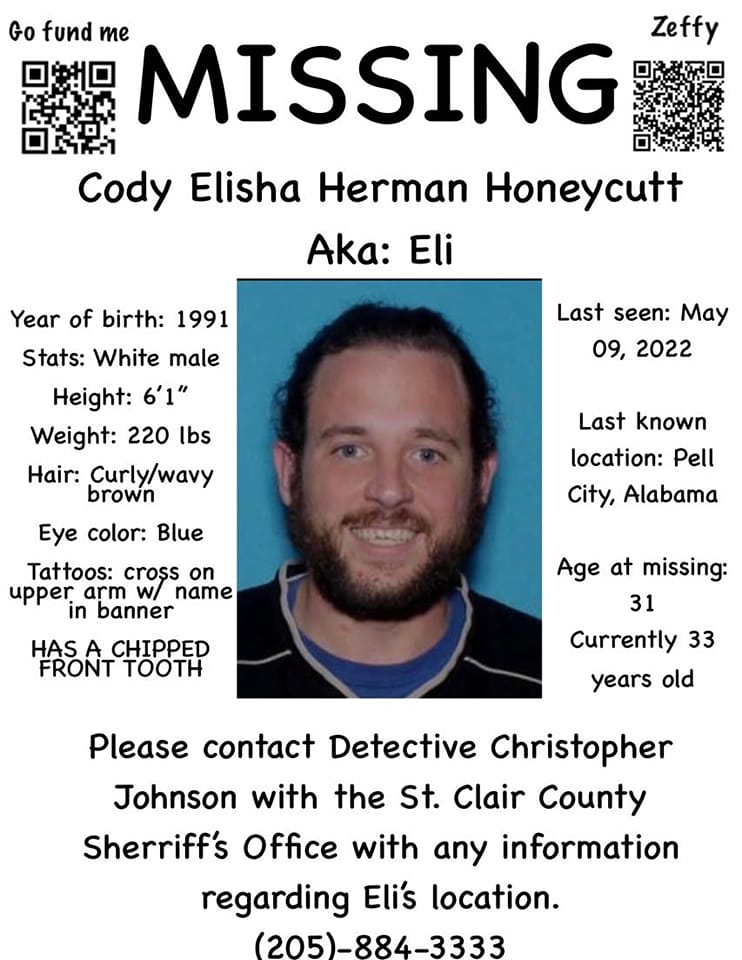 Go fund me
Zeffy
MISSING
Cody Elisha Herman Honeycutt
Aka: Eli
Year of birth: 1991
Stats: White male
Height: 6’1”
Weight: 220 lbs
Hair: Curly/wavy
brown
Eye color: Blue
Tattoos: cross on
upper arm w/ name
in banner
HAS A CHIPPED
FRONT TOOTH
Last seen: May
09, 2022
Last known
location: Pell
City, Alabama
Age at missing:
31
Currently 33
years old
Please contact Detective Christopher
Johnson with the St. Clair County
Sherriff’s Office with any information
regarding Eli’s location.
(205)-884-3333